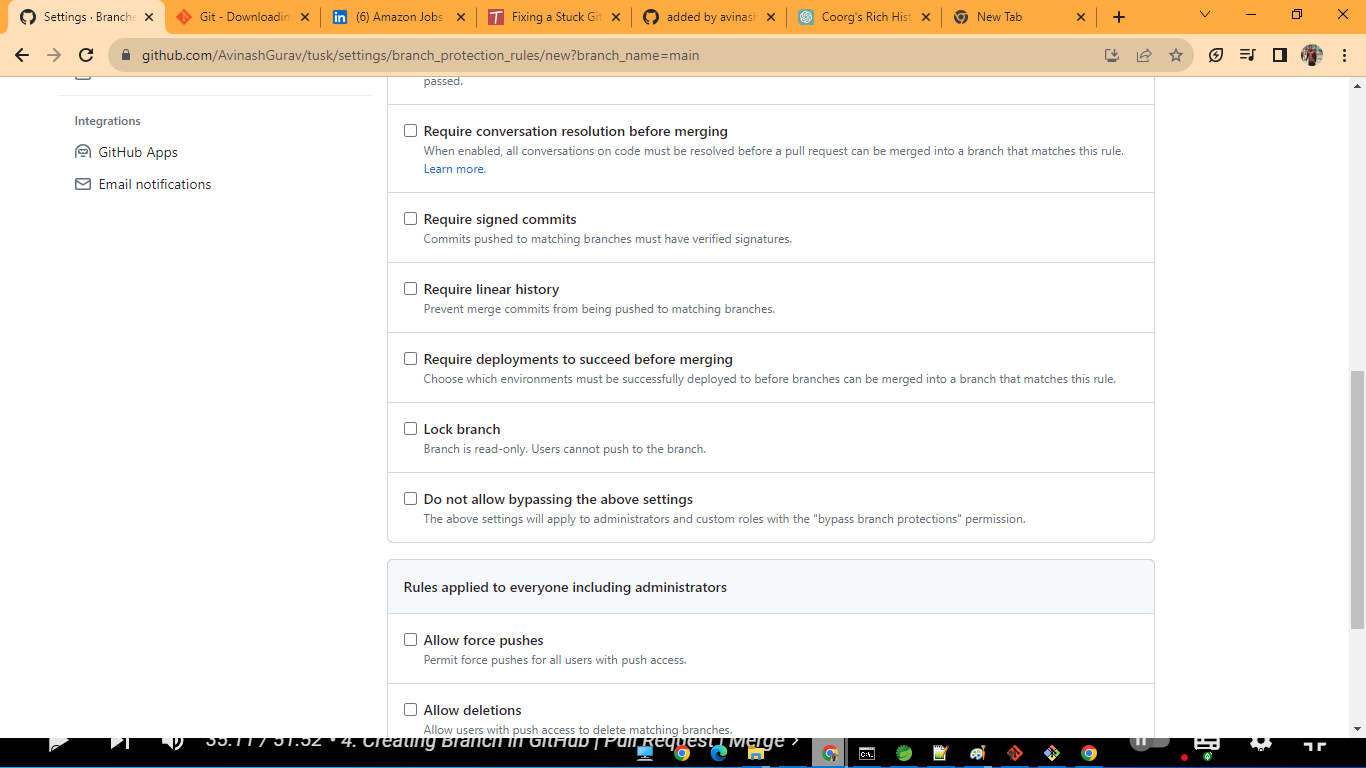 Settings · Branche
Git - Downloadin
(6) Amazon Jobs
Fixing a Stuck Git
added by avinash
Coorg's Rich Hist
New Tab
github.com/AvinashGurav/tusk/settings/branch_protection_rules/new?branch_name=main
passed.
Integrations
GitHub Apps
Email notifications
Require conversation resolution before merging
When enabled, all conversations on code must be resolved before a pull request can be merged into a branch that matches this rule.
Learn more.
Require signed commits
Commits pushed to matching branches must have verified signatures.
Require linear history
Prevent merge commits from being pushed to matching branches.
Require deployments to succeed before merging
Choose which environments must be successfully deployed to before branches can be merged into a branch that matches this rule.
Lock branch
Branch is read-only. Users cannot push to the branch.
Do not allow bypassing the above settings
The above settings will apply to administrators and custom roles with the "bypass branch protections" permission.
Rules applied to everyone including administrators
Allow force pushes
Permit force pushes for all users with push access.
Allow deletions
Allow users with push access to delete matching branches.
35:11 / 51:52 • 4. Creating Branch in GitHub | Pull Request | Merge